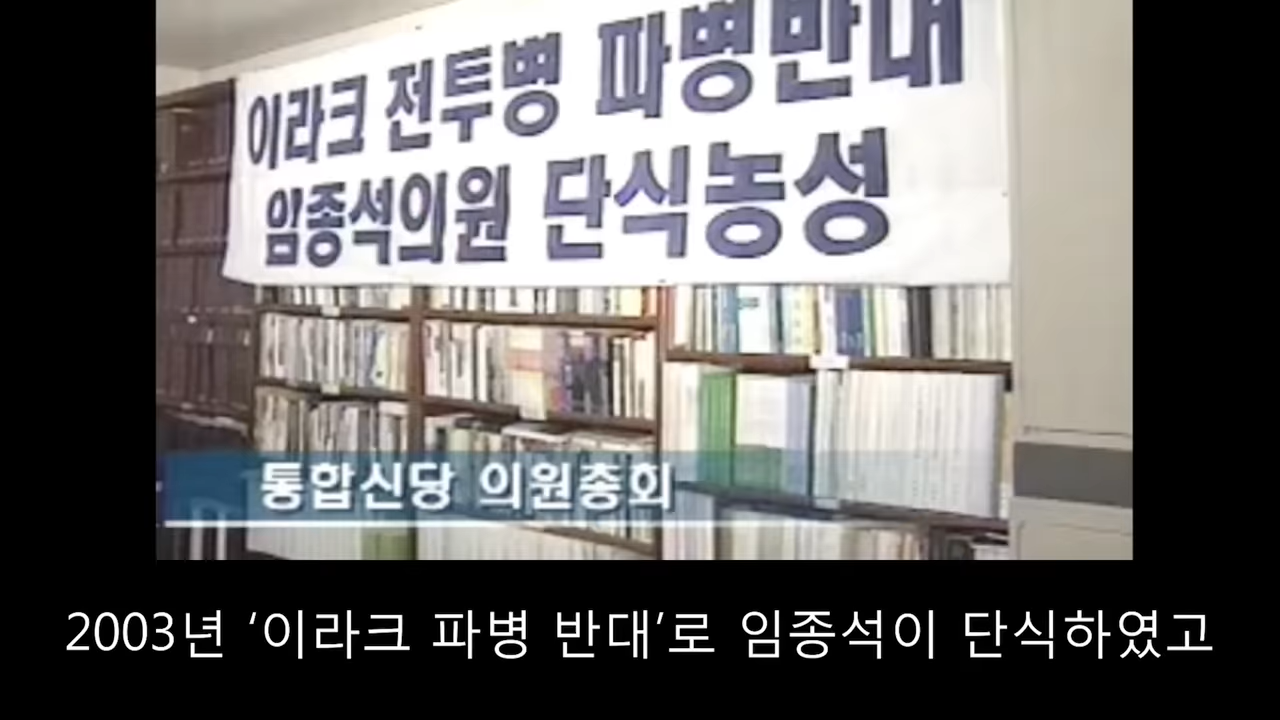 이라크 전투병 파병반대
임종석의원 단식농성
통합신당 의원총회
2003년 ‘이라크 파병 반대’로 임종석이 단식하였고